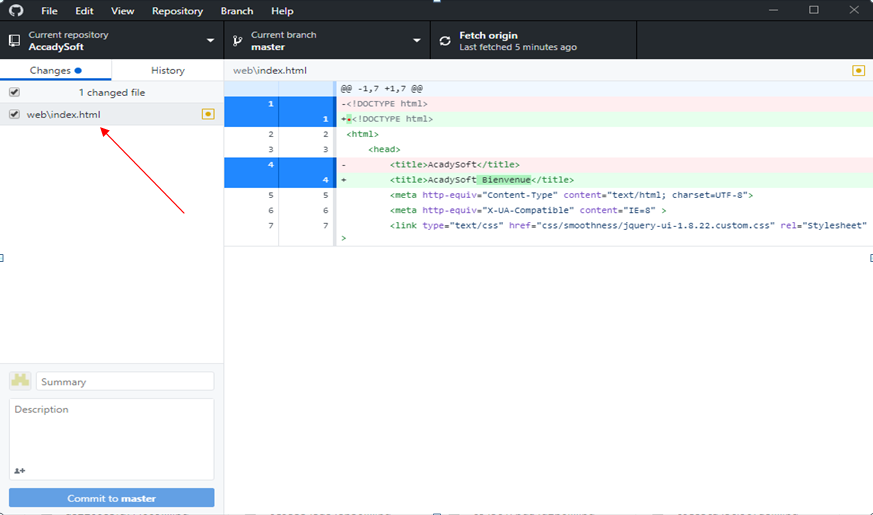 File Edit View Repository Branch Help
Current repository
AccadySoft
Current branch
master
Fetch origin
Last fetched 5 minutes ago
Changes
History
1 changed file
web\index.html
web\index.html
@@ -1,7 +1,7 @@
1 -<!DOCTYPE html>
1 +<!DOCTYPE html>
2 2 <html>
3 3 <head>
4 - <title>AcadySoft</title>
4 + <title>AcadySoft Bienvenue</title>
5 5 <meta http-equiv="Content-Type" content="text/html; charset=UTF-8">
6 6 <meta http-equiv="X-UA-Compatible" content="IE=8" >
7 7 <link type="text/css" href="css/smoothness/jquery-ui-1.8.22.custom.css" rel="Stylesheet"
>
Summary
Description
Commit to master